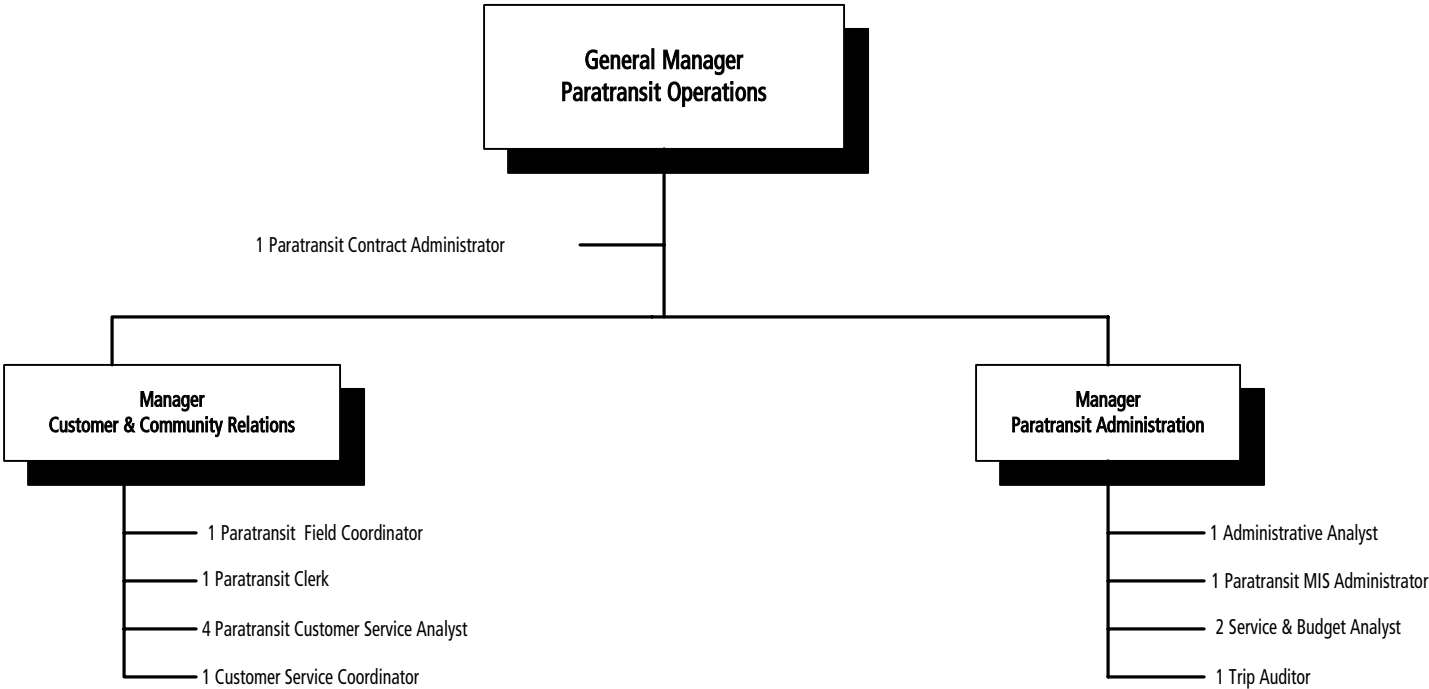 General Manager
Paratransit Operations
1 Paratransit Contract Administrator
Manager
Customer & Community Relations
1 Paratransit Field Coordinator
1 Paratransit Clerk
4 Paratransit Customer Service Analyst
1 Customer Service Coordinator
Manager
Paratransit Administration
1 Administrative Analyst
1 Paratransit MIS Administrator
2 Service & Budget Analyst
1 Trip Auditor